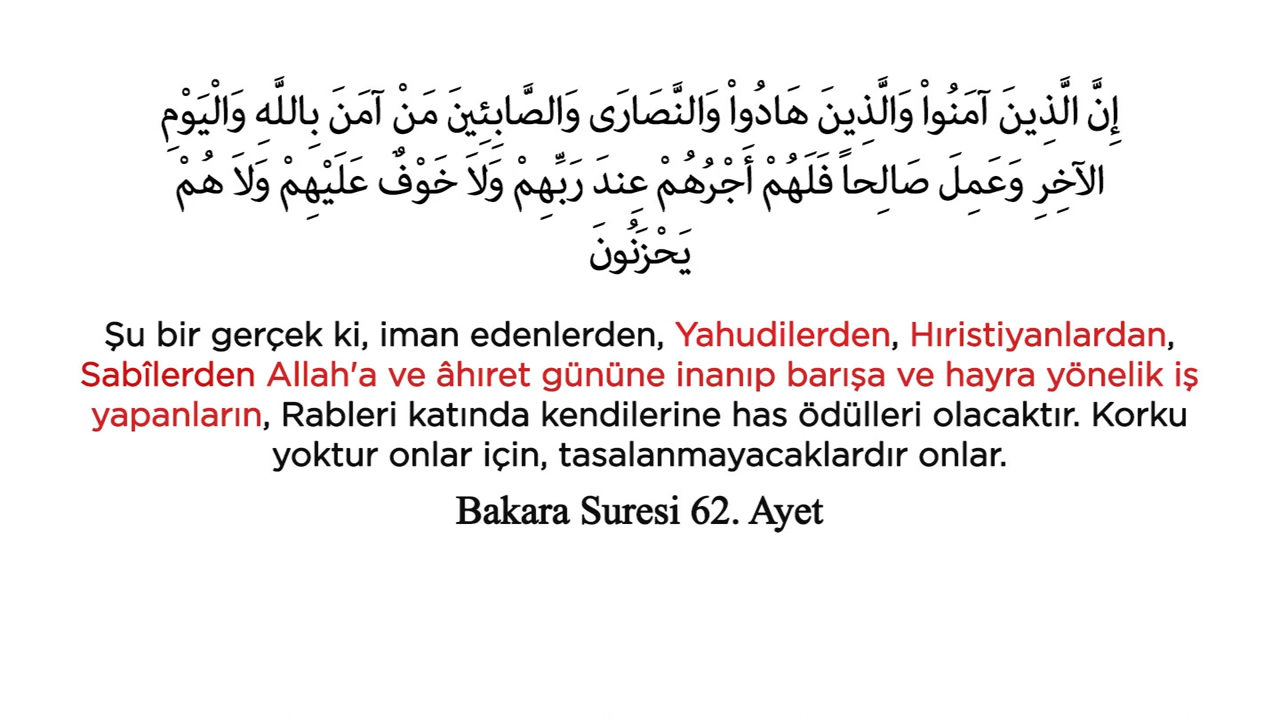 إِنَّ الَّذِينَ آمَنُواْ وَالَّذِينَ هَادُواْ وَالنَّصَارَى وَالصَّابِئِينَ مَنْ آمَنَ بِاللَّهِ وَالْيَوْمِ
الآخِرِ وَعَمِلَ صَالِحاً فَلَهُمْ أَجْرُهُمْ عِندَ رَبِّهِمْ وَلاَ خَوْفٌ عَلَيْهِمْ وَلاَ هُمْ
يَحْزَنُونَ
Şu bir gerçek ki, iman edenlerden, Yahudilerden, Hıristiyanlardan,
Sabîlerden Allah'a ve âhıret gününe inanıp barışa ve hayra yönelik iş
yapanların, Rableri katında kendilerine has ödülleri olacaktır. Korku
yoktur onlar için, tasalanmayacaklardır onlar.
Bakara Suresi 62. Ayet